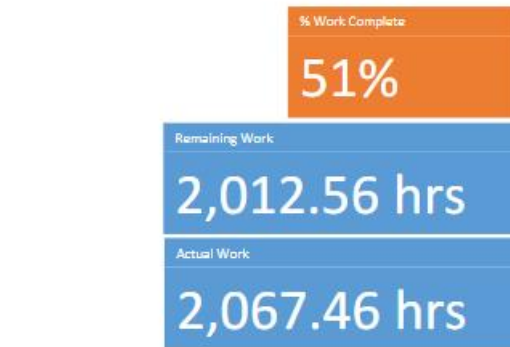 % Work Complete
51%
Remaining Work
2,012.56 hrs
Actual Work
2,067.46 hrs